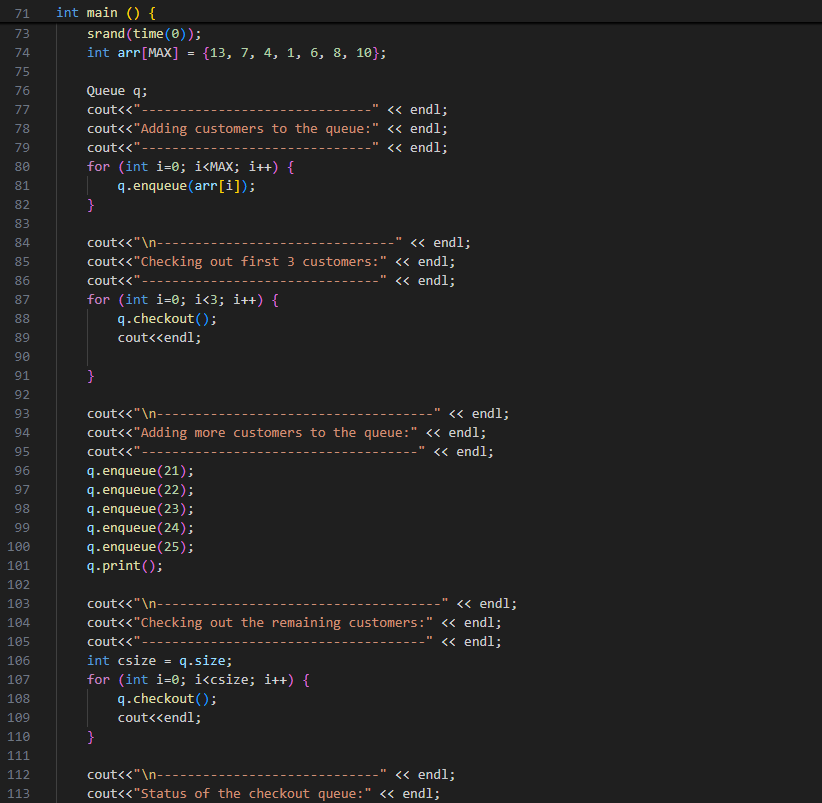 71 int main () {
73 srand(time(0));
74 int arr[MAX] = {13, 7, 4, 1, 6, 8, 10};
75
76 Queue q;
77 cout<<"------------------------------" << endl;
78 cout<<"Adding customers to the queue:" << endl;
79 cout<<"------------------------------" << endl;
80 for (int i=0; i<MAX; i++) {
81 q.enqueue(arr[i]);
82 }
83
84 cout<<"\n-------------------------------" << endl;
85 cout<<"Checking out first 3 customers:" << endl;
86 cout<<"-------------------------------" << endl;
87 for (int i=0; i<3; i++) {
88 q.checkout();
89 cout<<endl;
90
91 }
92
93 cout<<"\n------------------------------------" << endl;
94 cout<<"Adding more customers to the queue:" << endl;
95 cout<<"------------------------------------" << endl;
96 q.enqueue(21);
97 q.enqueue(22);
98 q.enqueue(23);
99 q.enqueue(24);
100 q.enqueue(25);
101 q.print();
102
103 cout<<"\n-------------------------------------" << endl;
104 cout<<"Checking out the remaining customers:" << endl;
105 cout<<"-------------------------------------" << endl;
106 int csize = q.size;
107 for (int i=0; i<csize; i++) {
108 q.checkout();
109 cout<<endl;
110 }
111
112 cout<<"\n-----------------------------" << endl;
113 cout<<"Status of the checkout queue:" << endl;